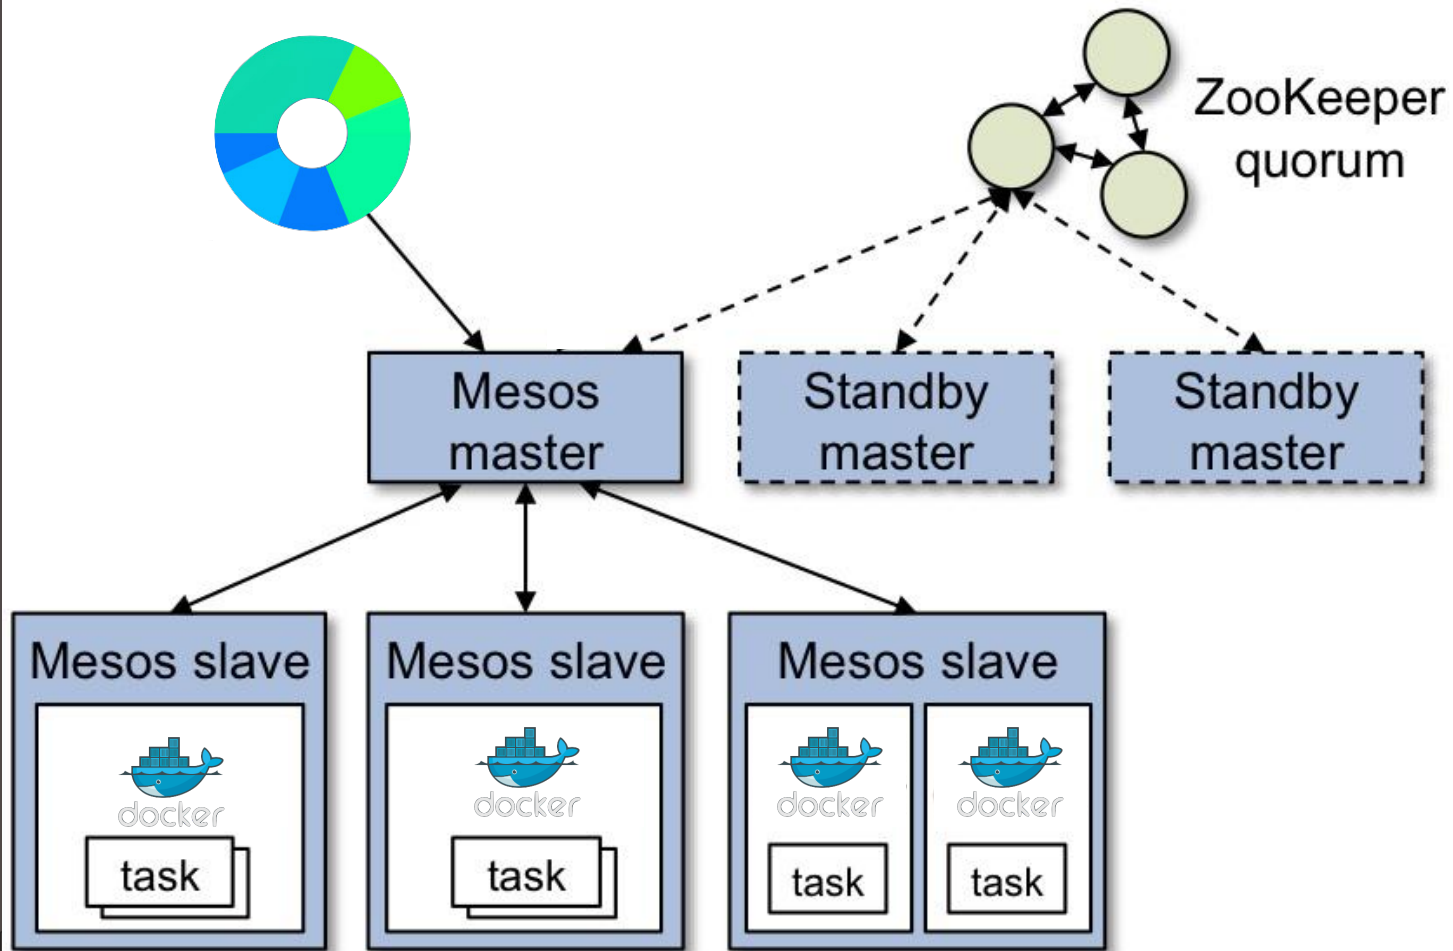 ZooKeeper
quorum
Mesos
master
Standby
master
Standby
master
Mesos slave
docker
task
Mesos slave
docker
task
Mesos slave
docker
task
docker
task